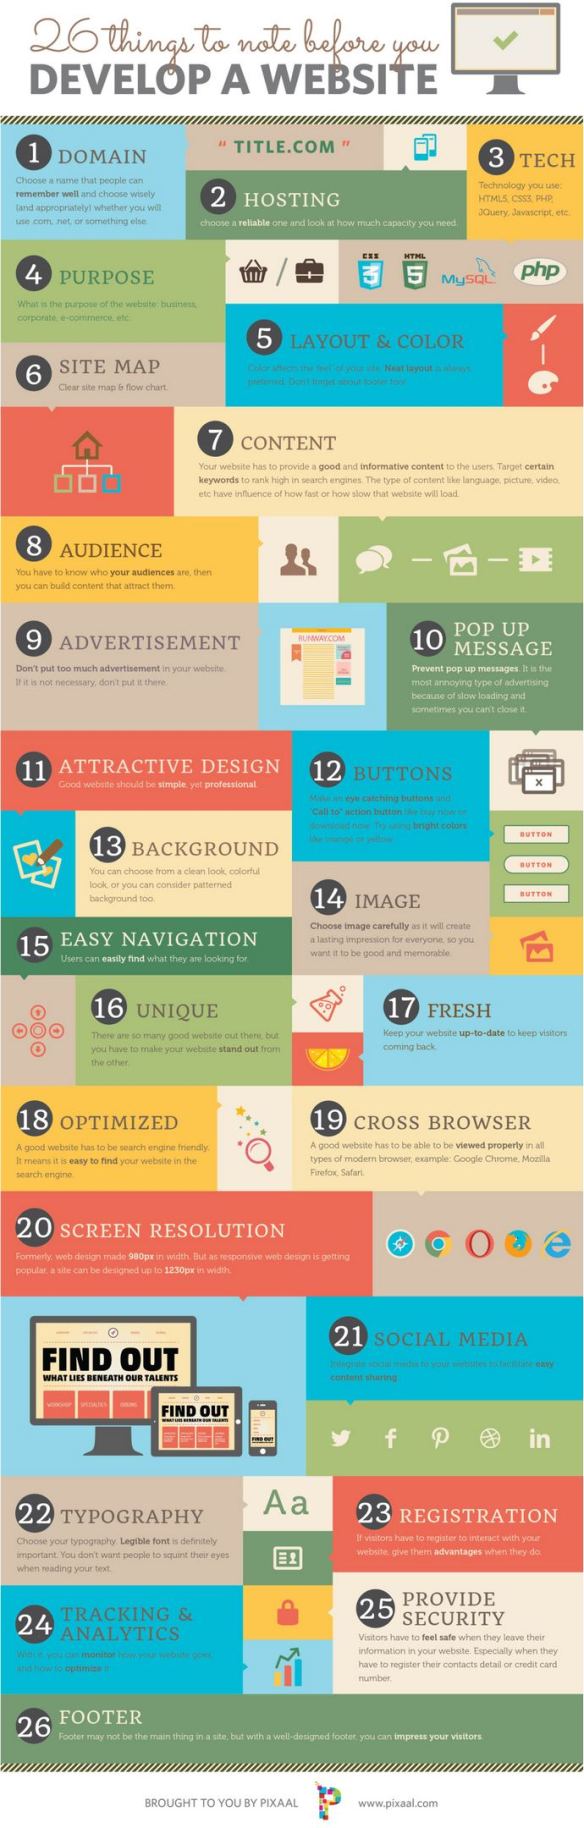 26 things to note before you
DEVELOP A WEBSITE
1 DOMAIN
Choose a name that people can
remember well and choose wisely
(and appropriately) whether you will
use .com, .net, or something else.
" TITLE.COM "
2 HOSTING
choose a reliable one and look at how much capacity you need.
3 TECH
Technology you use:
HTML5, CSS3, PHP,
JQuery, Javascript, etc.
4 PURPOSE
What is the purpose of the website: business,
corporate, e-commerce, etc.
/
CSS
3
HTML
5
MySQL
php
5 LAYOUT & COLOR
Color affects the feel of your site. Neat layout is always
preferred. Don't forget about footer too!
6 SITE MAP
Clear site map & flow chart.
7 CONTENT
Your website has to provide a good and informative content to the users. Target certain
keywords to rank high in search engines. The type of content like language, picture, video,
etc have influence of how fast or how slow that website will load.
8 AUDIENCE
You have to know who your audiences are, then
you can build content that attract them.
9 ADVERTISEMENT
Don't put too much advertisement in your website.
If it is not necessary, don't put it there.
RUNWAY.COM
10 POP UP
MESSAGE
Prevent pop up messages. It is the
most annoying type of advertising
because of slow loading and
sometimes you can't close it.
11 ATTRACTIVE DESIGN
Good website should be simple, yet professional.
12 BUTTONS
Make an eye catching buttons and
"Call to" action button like buy now or
download now. Try using bright colors
like orange or yellow.
X
BUTTON
BUTTON
BUTTON
13 BACKGROUND
You can choose from a clean look, colorful
look, or you can consider patterned
background too.
14 IMAGE
Choose image carefully as it will create
a lasting impression for everyone, so you
want it to be good and memorable.
15 EASY NAVIGATION
Users can easily find what they are looking for.
16 UNIQUE
There are so many good website out there, but
you have to make your website stand out from
the other.
17 FRESH
Keep your website up-to-date to keep visitors
coming back.
18 OPTIMIZED
A good website has to be search engine friendly.
It means it is easy to find your website in the
search engine.
19 CROSS BROWSER
A good website has to be able to be viewed properly in all
types of modern browser, example: Google Chrome, Mozilla
Firefox, Safari.
20 SCREEN RESOLUTION
Formerly, web design made 980px in width. But as responsive web design is getting
popular, a site can be designed up to 1230px in width.
FIND OUT
WHAT LIES BENEATH OUR TALENTS
WORKSHOP SPECIALTIES
FIND OUT
WHAT LIES BENEATH OUR TALENTS
FIND OUT
21 SOCIAL MEDIA
Integrate social media to your websites to facilitate easy
content sharing.
f
in
22 TYPOGRAPHY
Choose your typography. Legible font is definitely
important. You don't want people to squint their eyes
when reading your text.
Aa
23 REGISTRATION
If visitors have to register to interact with your
website, give them advantages when they do.
24 TRACKING &
ANALYTICS
With it, you can monitor how your website goes
and how to optimize it
25 PROVIDE
SECURITY
Visitors have to feel safe when they leave their
information in your website. Especially when they
have to register their contacts detail or credit card
number.
26 FOOTER
Footer may not be the main thing in a site, but with a well-designed footer, you can impress your visitors.
BROUGHT TO YOU BY PIXAAL
www.pixaal.com